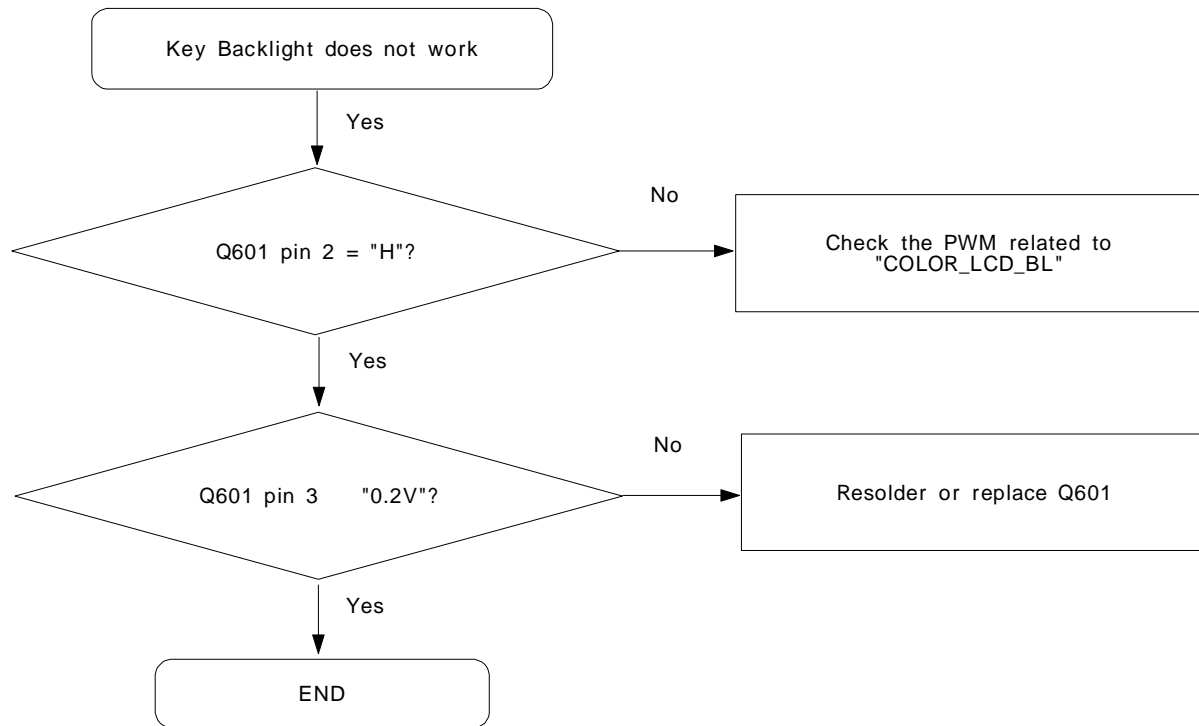 Key Backlight does not work
Yes
Q601 pin 2 = "H"?
No
Check the PWM related to
"COLOR_LCD_BL"
Yes
Q601 pin 3 "0.2V"?
No
Resolder or replace Q601
Yes
END